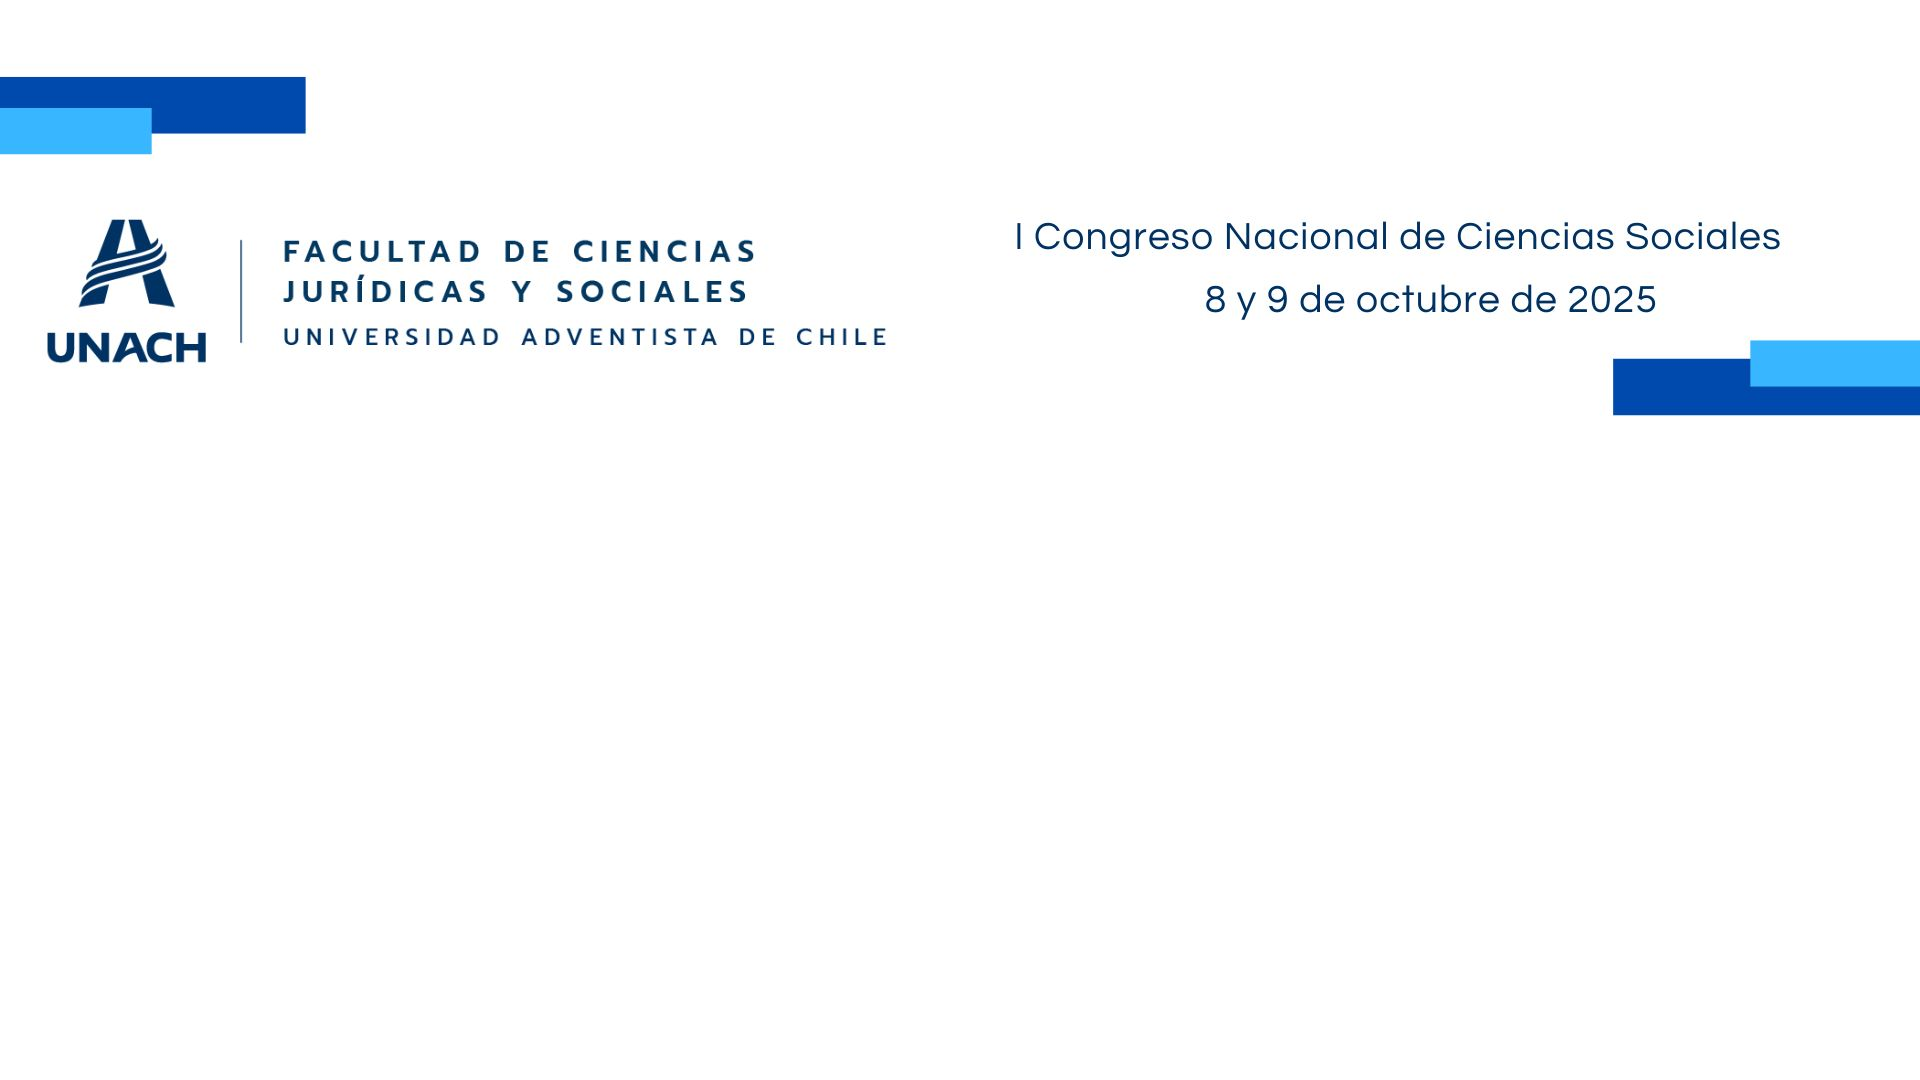 UNACH
FACULTAD DE CIENCIAS
JURÍDICAS Y SOCIALES
UNIVERSIDAD ADVENTISTA DE CHILE
I Congreso Nacional de Ciencias Sociales
8 y 9 de octubre de 2025